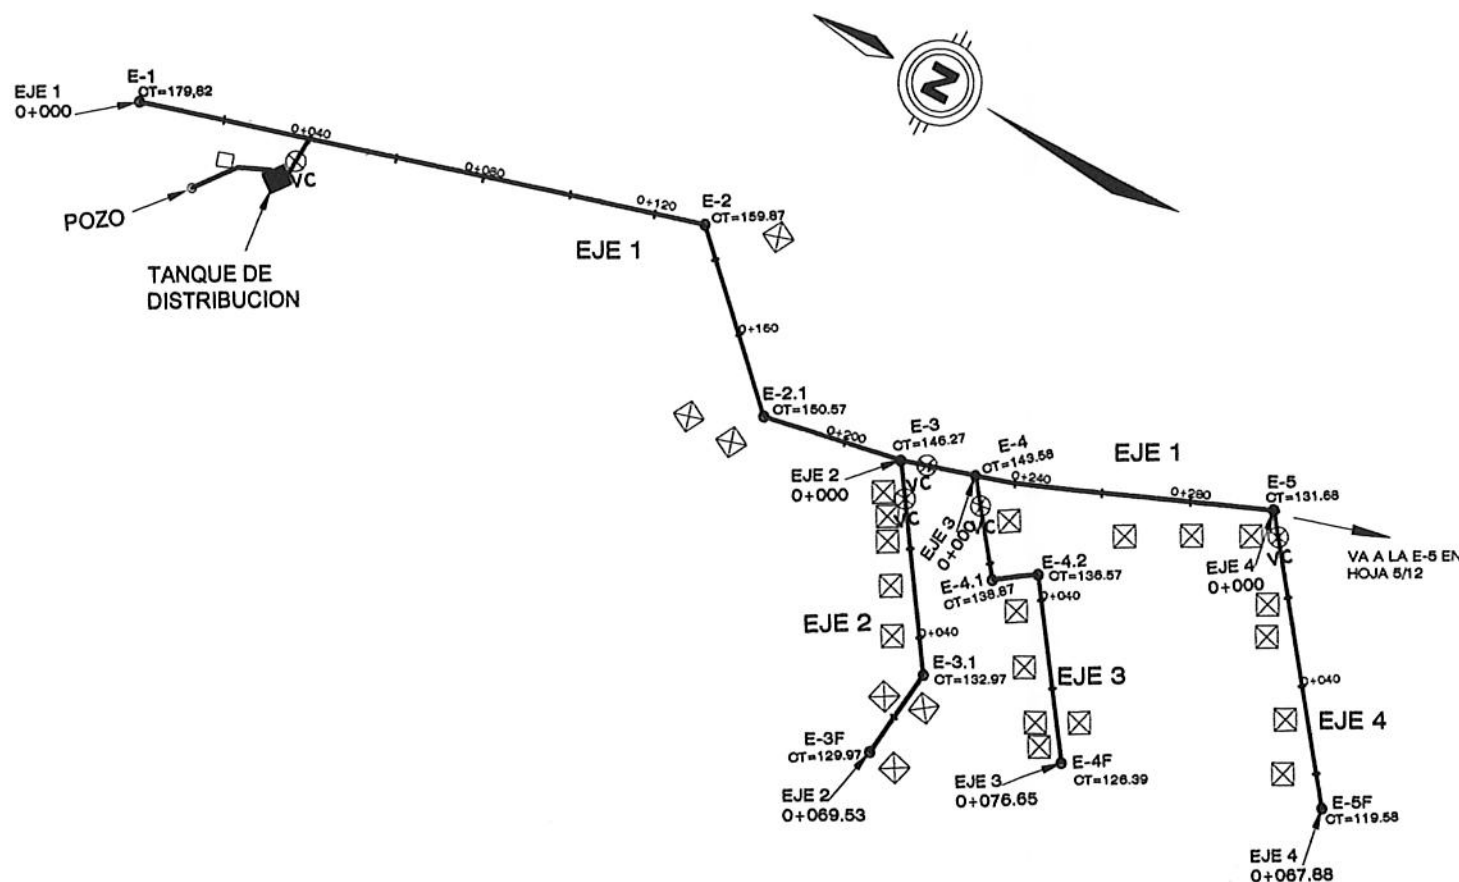 N
E-1
CT=179,82
EJE 1
0+000
0+040
VC
POZO
TANQUE DE
DISTRIBUCION
0+080
0+120
E-2
CT=159.87
EJE 1
0+160
E-2.1
CT=150.57
0+200
E-3
CT=146.27
VC
EJE 2
0+000
VC
E-4
CT=143.58
0+240
EJE 1
0+280
E-5
CT=131.68
EJE 3
0+000
VC
EJE 4
0+000
VC
VA A LA E-5 EN
HOJA 5/12
E-4.1
CT=138.87
E-4.2
CT=136.57
0+040
EJE 2
0+040
E-3.1
CT=132.97
EJE 3
0+040
EJE 4
E-3F
CT=129.97
EJE 2
0+069.53
E-4F
CT=126.39
EJE 3
0+076.65
E-5F
CT=119.58
EJE 4
0+067.88